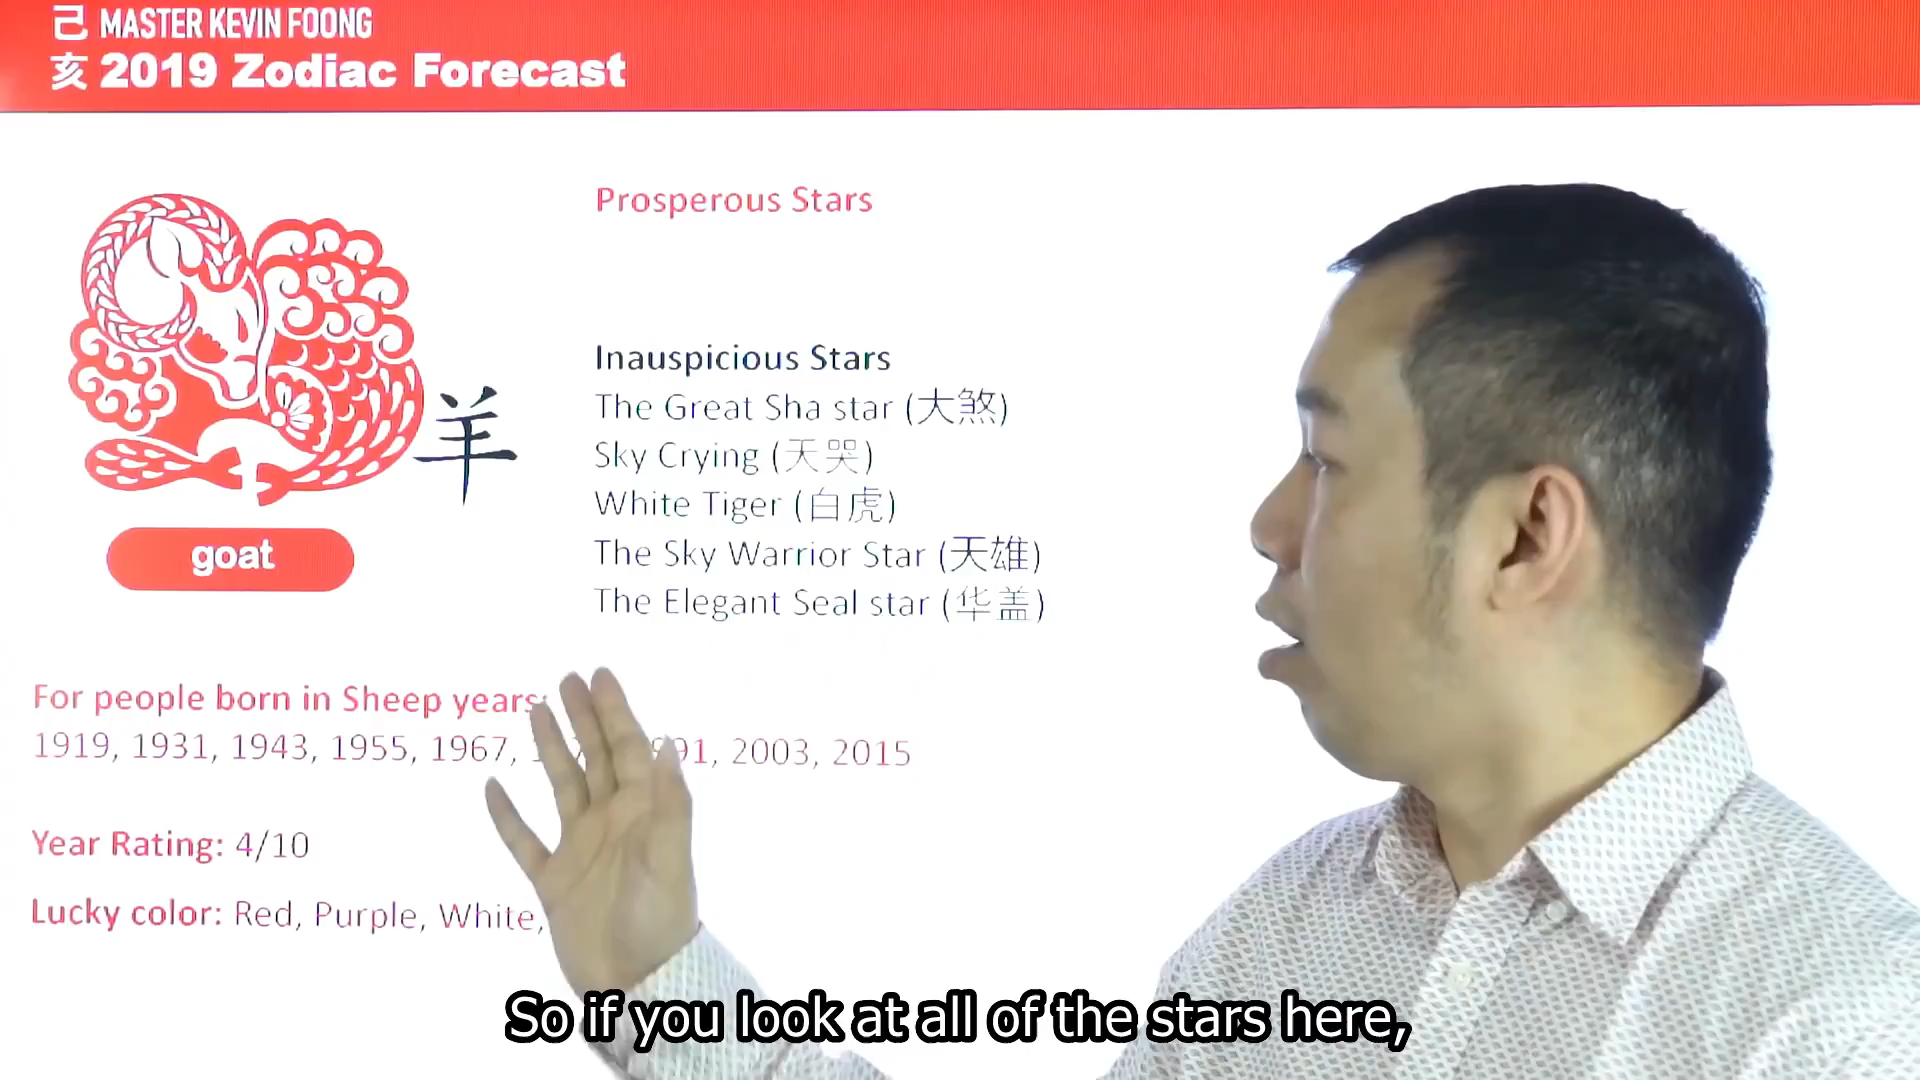 己 MASTER KEVIN FOONG
亥 2019 Zodiac Forecast
Prosperous Stars
Inauspicious Stars
The Great Sha star (大煞)
Sky Crying (天哭)
White Tiger (白虎)
The Sky Warrior Star (天雄)
The Elegant Seal star (华盖)
羊
goat
For people born in Sheep years:
1919, 1931, 1943, 1955, 1967, 2003, 2015
Year Rating: 4/10
Lucky color: Red, Purple, White,
So if you look at all of the stars here,